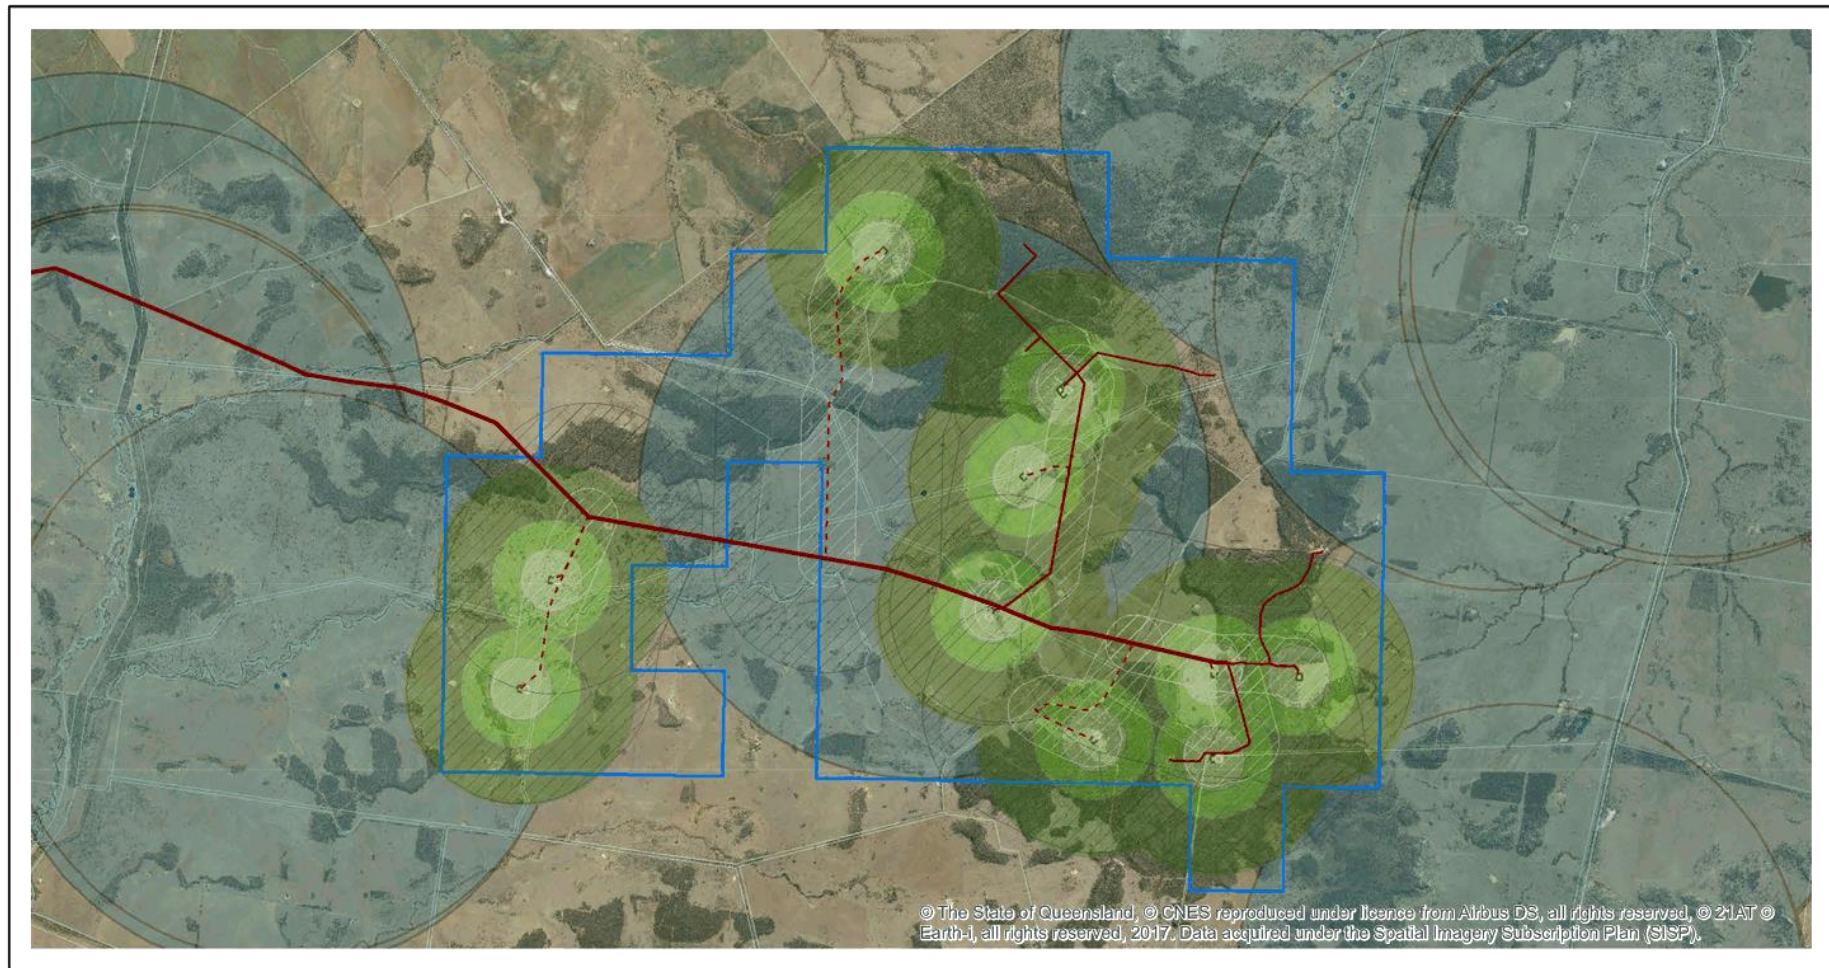 © The State of Queensland, © CNES reproduced under licence from Airbus DS, all rights reserved, © 21AT ©
Earth-i, all rights reserved, 2017. Data acquired under the Spatial Imagery Subscription Plan (SISP).